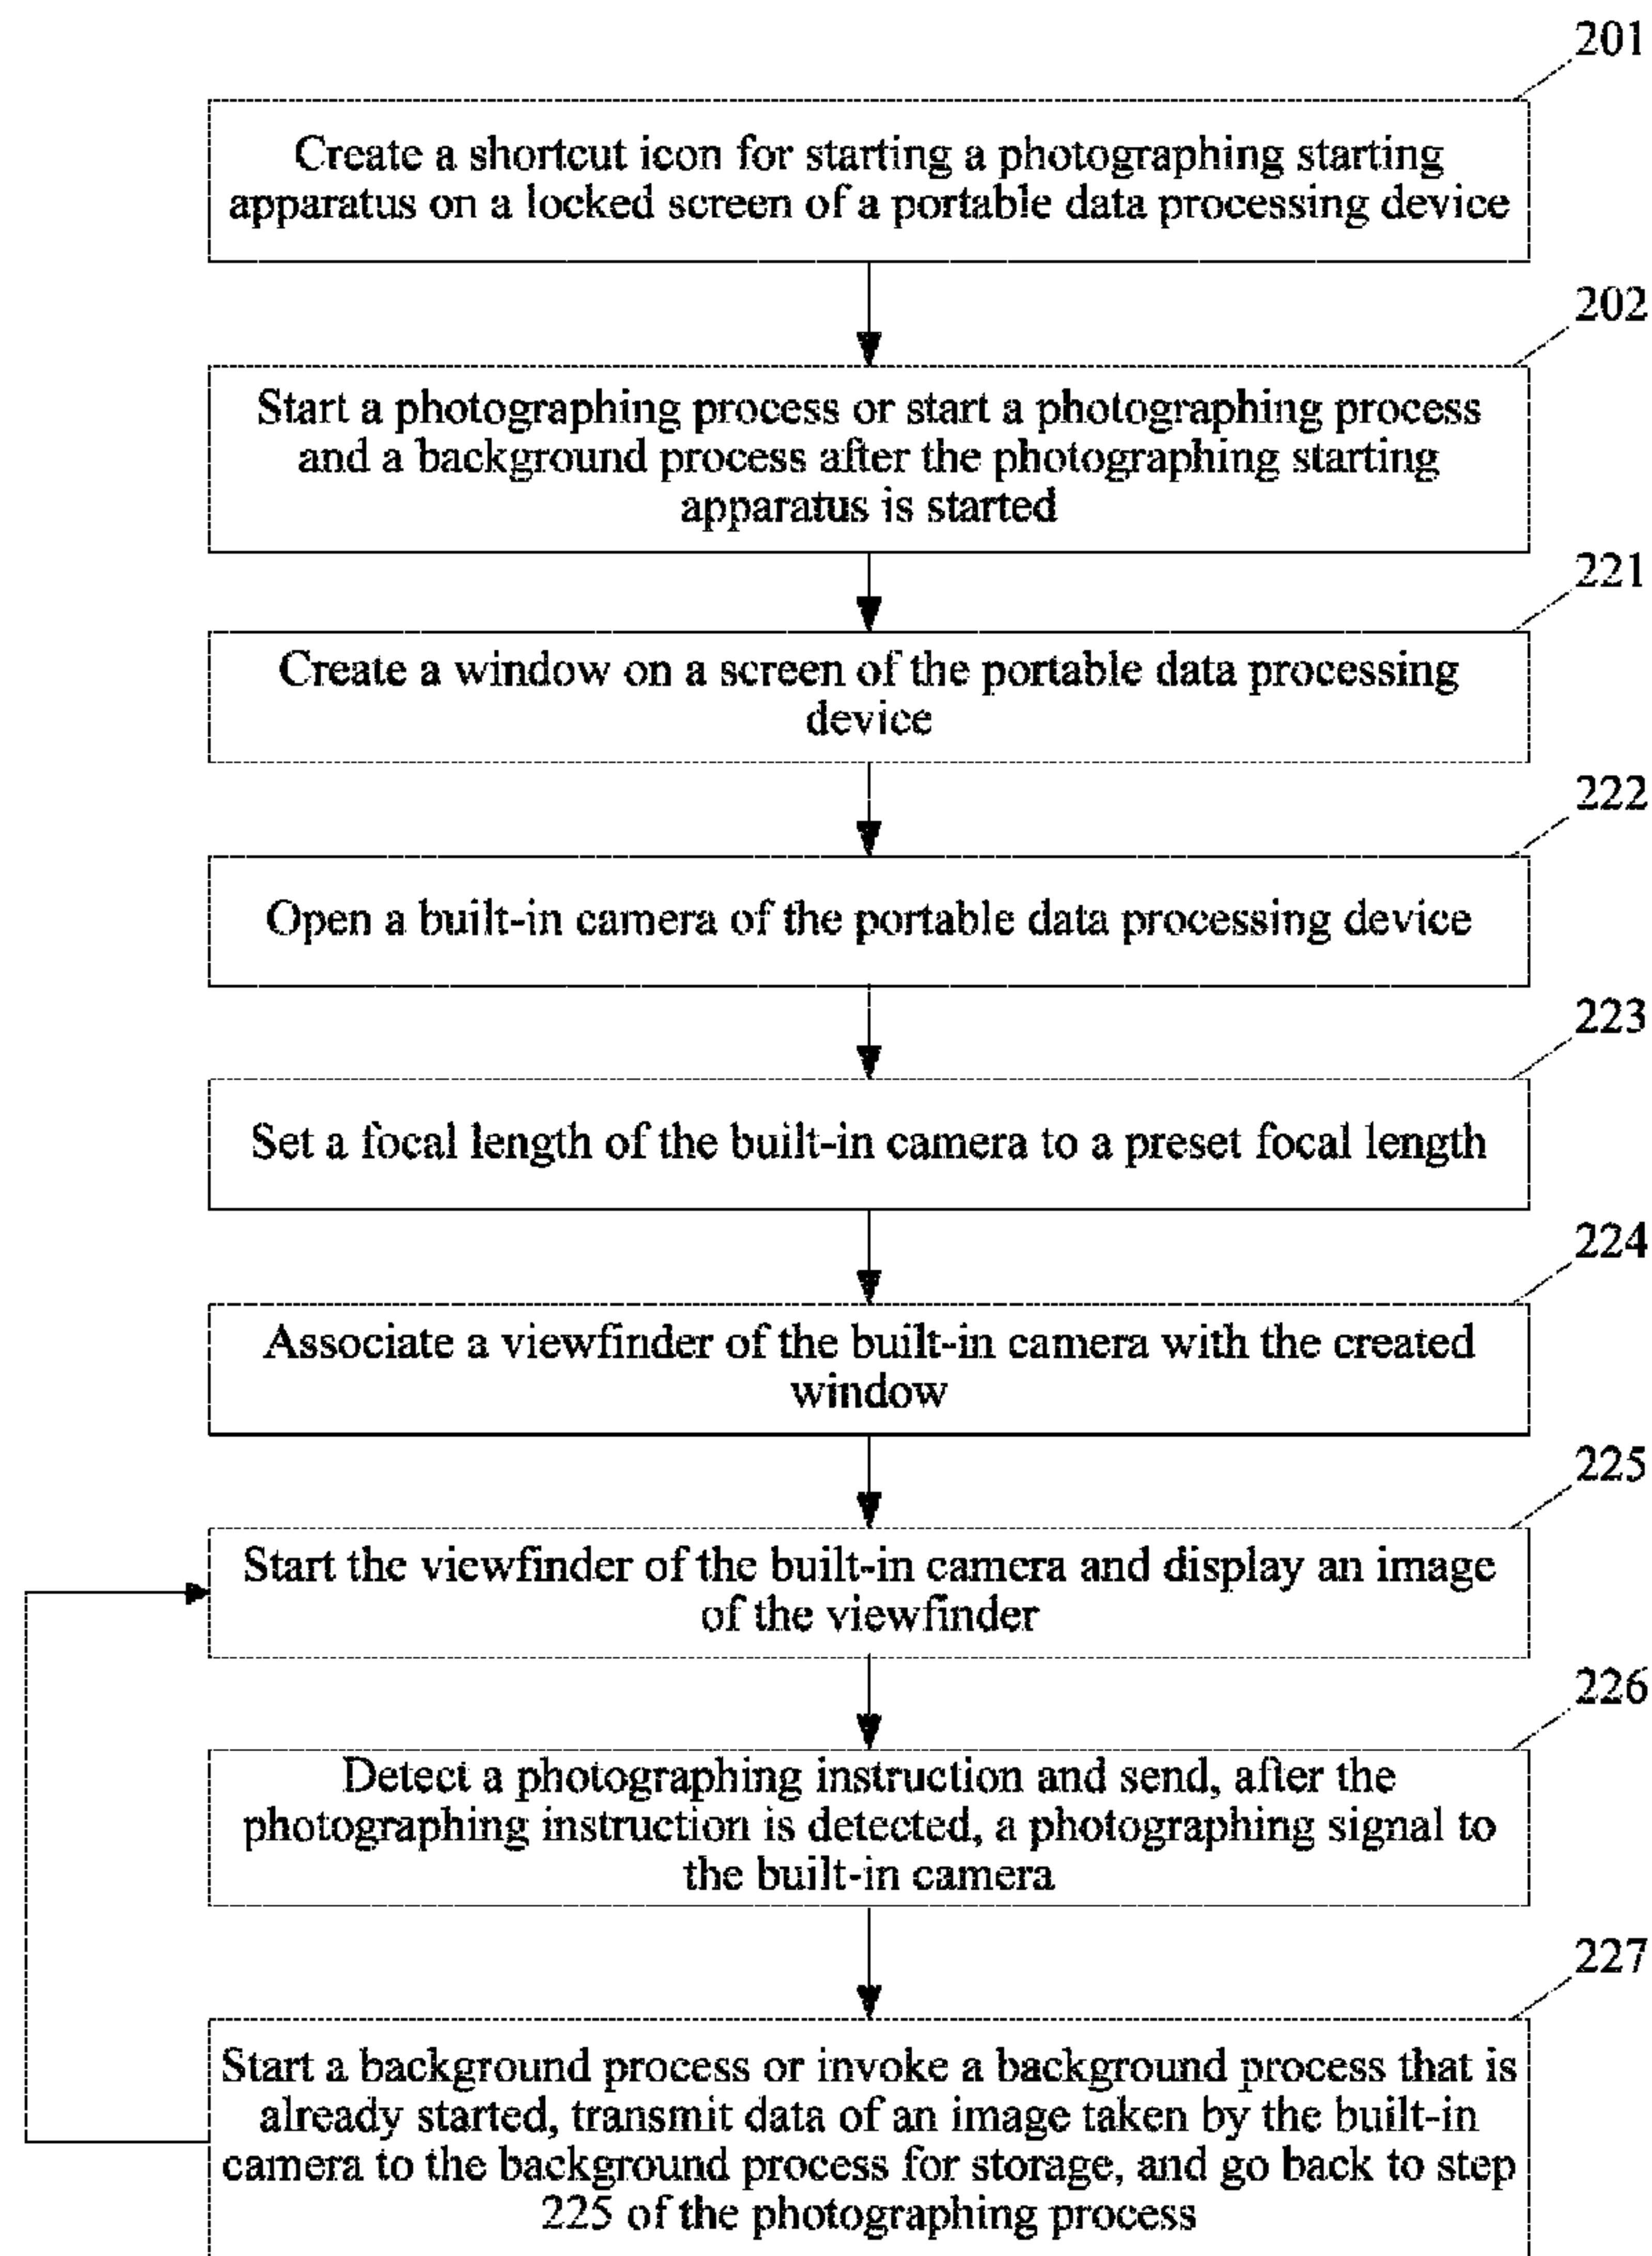 201
Create a shortcut icon for starting a photographing starting
apparatus on a locked screen of a portable data processing device
202
Start a photographing process or start a photographing process
and a background process after the photographing starting
apparatus is started
221
Create a window on a screen of the portable data processing
device
222
Open a built-in camera of the portable data processing device
223
Set a focal length of the built-in camera to a preset focal length
224
Associate a viewfinder of the built-in camera with the created
window
225
Start the viewfinder of the built-in camera and display an image
of the viewfinder
226
Detect a photographing instruction and send, after the
photographing instruction is detected, a photographing signal to
the built-in camera
227
Start a background process or invoke a background process that is
already started, transmit data of an image taken by the built-in
camera to the background process for storage, and go back to step
225 of the photographing process